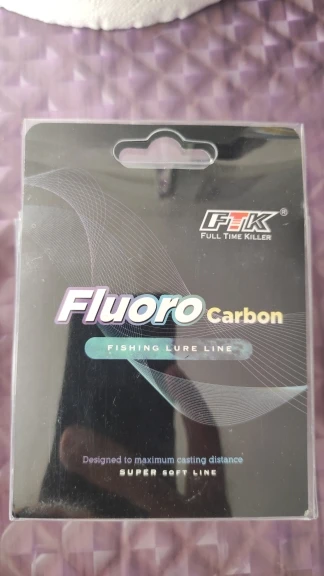 FTK®
FULL TIME KILLER
Fluoro Carbon
FISHING LURE LINE
Designed to maximum casting distance
SUPER SOFT LINE